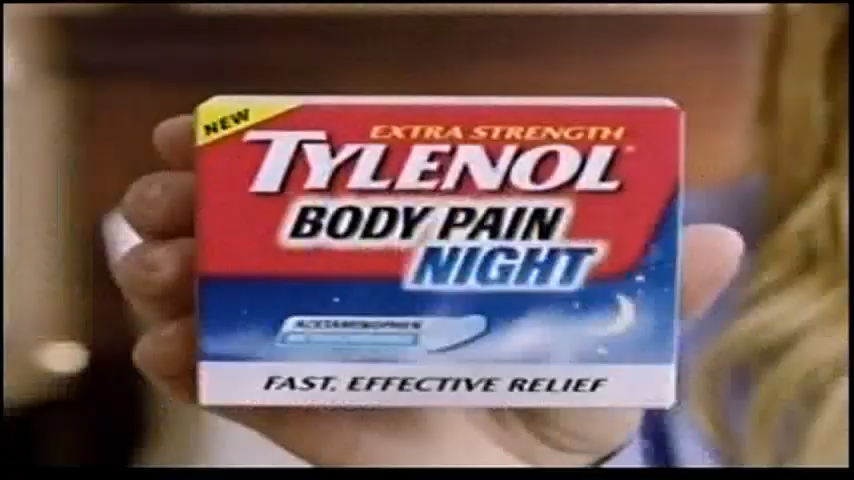 NEW
EXTRA STRENGTH
TYLENOL
BODY PAIN
NIGHT
ACETAMINOPHEN
FAST, EFFECTIVE RELIEF